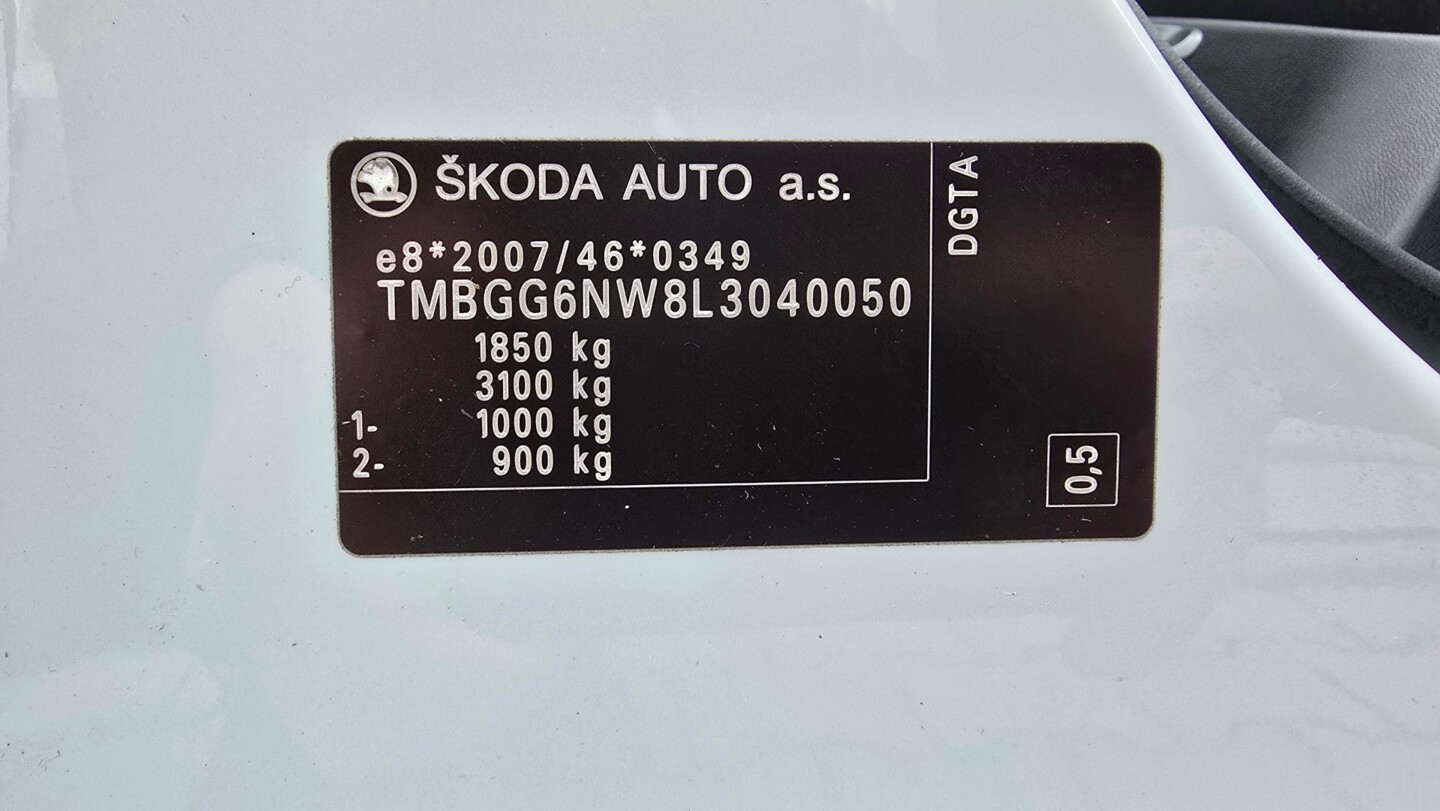 ŠKODA AUTO a.s.
e8*2007/46*0349
TMBGG6NW8L3040050
1850 kg
3100 kg
1- 1000 kg
2- 900 kg
DGTA
0,5